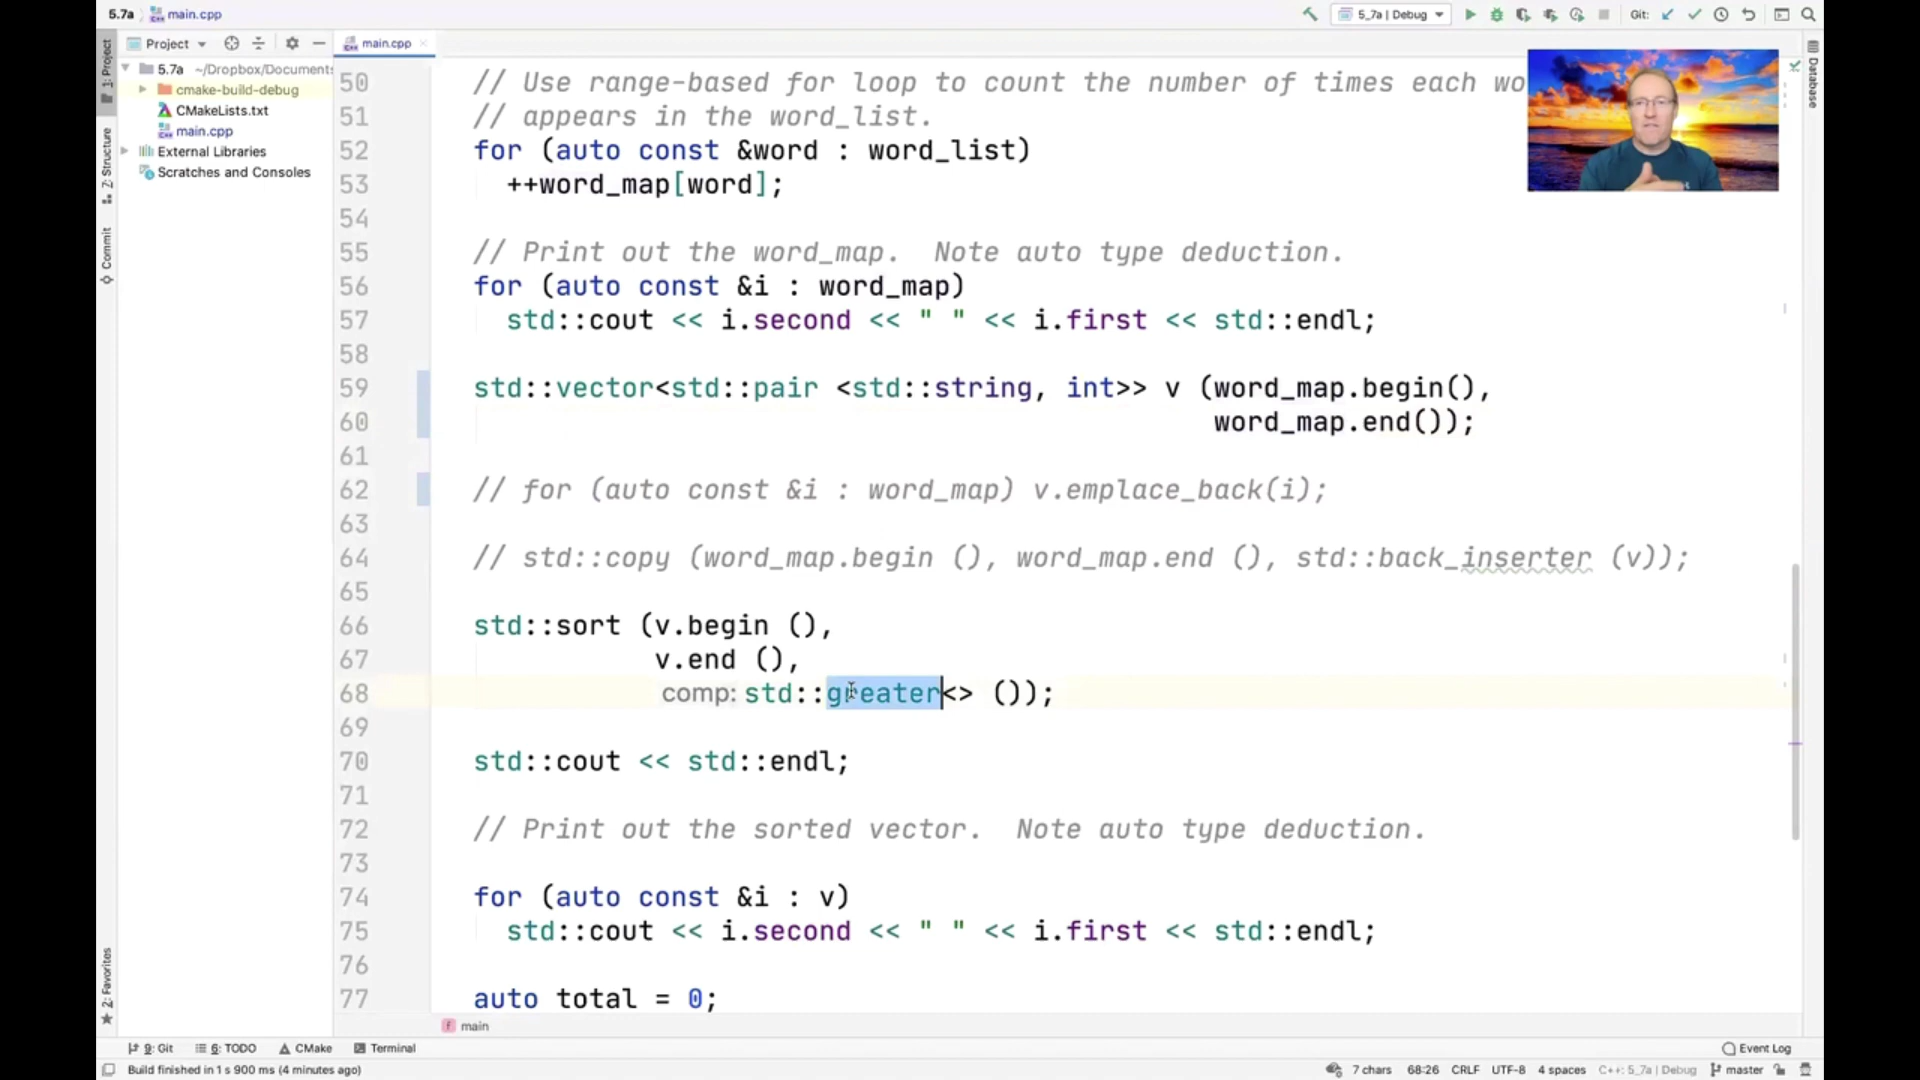 5.7a main.cpp
5_7a | Debug
Git:
Project
main.cpp
1: Project
Z: Structure
Commit
2: Favorites
Database
5.7a ~/Dropbox/Documents
cmake-build-debug
CMakeLists.txt
main.cpp
External Libraries
Scratches and Consoles
50 // Use range-based for loop to count the number of times each wo
51 // appears in the word_list.
52 for (auto const &word : word_list)
53 ++word_map[word];
54
55 // Print out the word_map.  Note auto type deduction.
56 for (auto const &i : word_map)
57 std::cout << i.second << " " << i.first << std::endl;
58
59 std::vector<std::pair <std::string, int>> v (word_map.begin(),
60 word_map.end());
61
62 // for (auto const &i : word_map) v.emplace_back(i);
63
64 // std::copy (word_map.begin (), word_map.end (), std::back_inserter (v));
65
66 std::sort (v.begin (),
67 v.end (),
68 comp: std::greater<> ());
69
70 std::cout << std::endl;
71
72 // Print out the sorted vector.  Note auto type deduction.
73
74 for (auto const &i : v)
75 std::cout << i.second << " " << i.first << std::endl;
76
77 auto total = 0;
f main
9: Git 6: TODO CMake Terminal Event Log
Build finished in 1 s 900 ms (4 minutes ago) 7 chars 68:26 CRLF UTF-8 4 spaces C++: 5_7a | Debug master